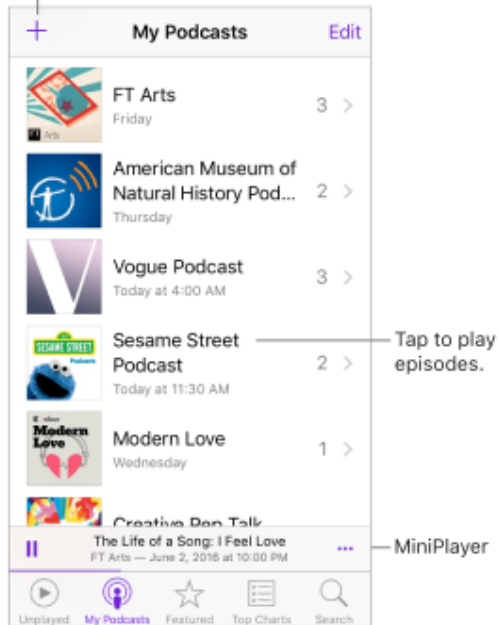 My Podcasts
Edit
FT Arts
Friday
3
FT Arts
American Museum of
Natural History Pod...
Thursday
2
Vogue Podcast
Today at 4:00 AM
3
V
SESAME STREET
Podcasts
Sesame Street
Podcast
Today at 11:30 AM
2
Tap to play
episodes.
Modern
Love
Modern Love
Wednesday
1
Creative Pep Talk
The Life of a Song: I Feel Love
FT Arts — June 2, 2016 at 10:00 PM
MiniPlayer
Unplayed
My Podcasts
Featured
Top Charts
Search